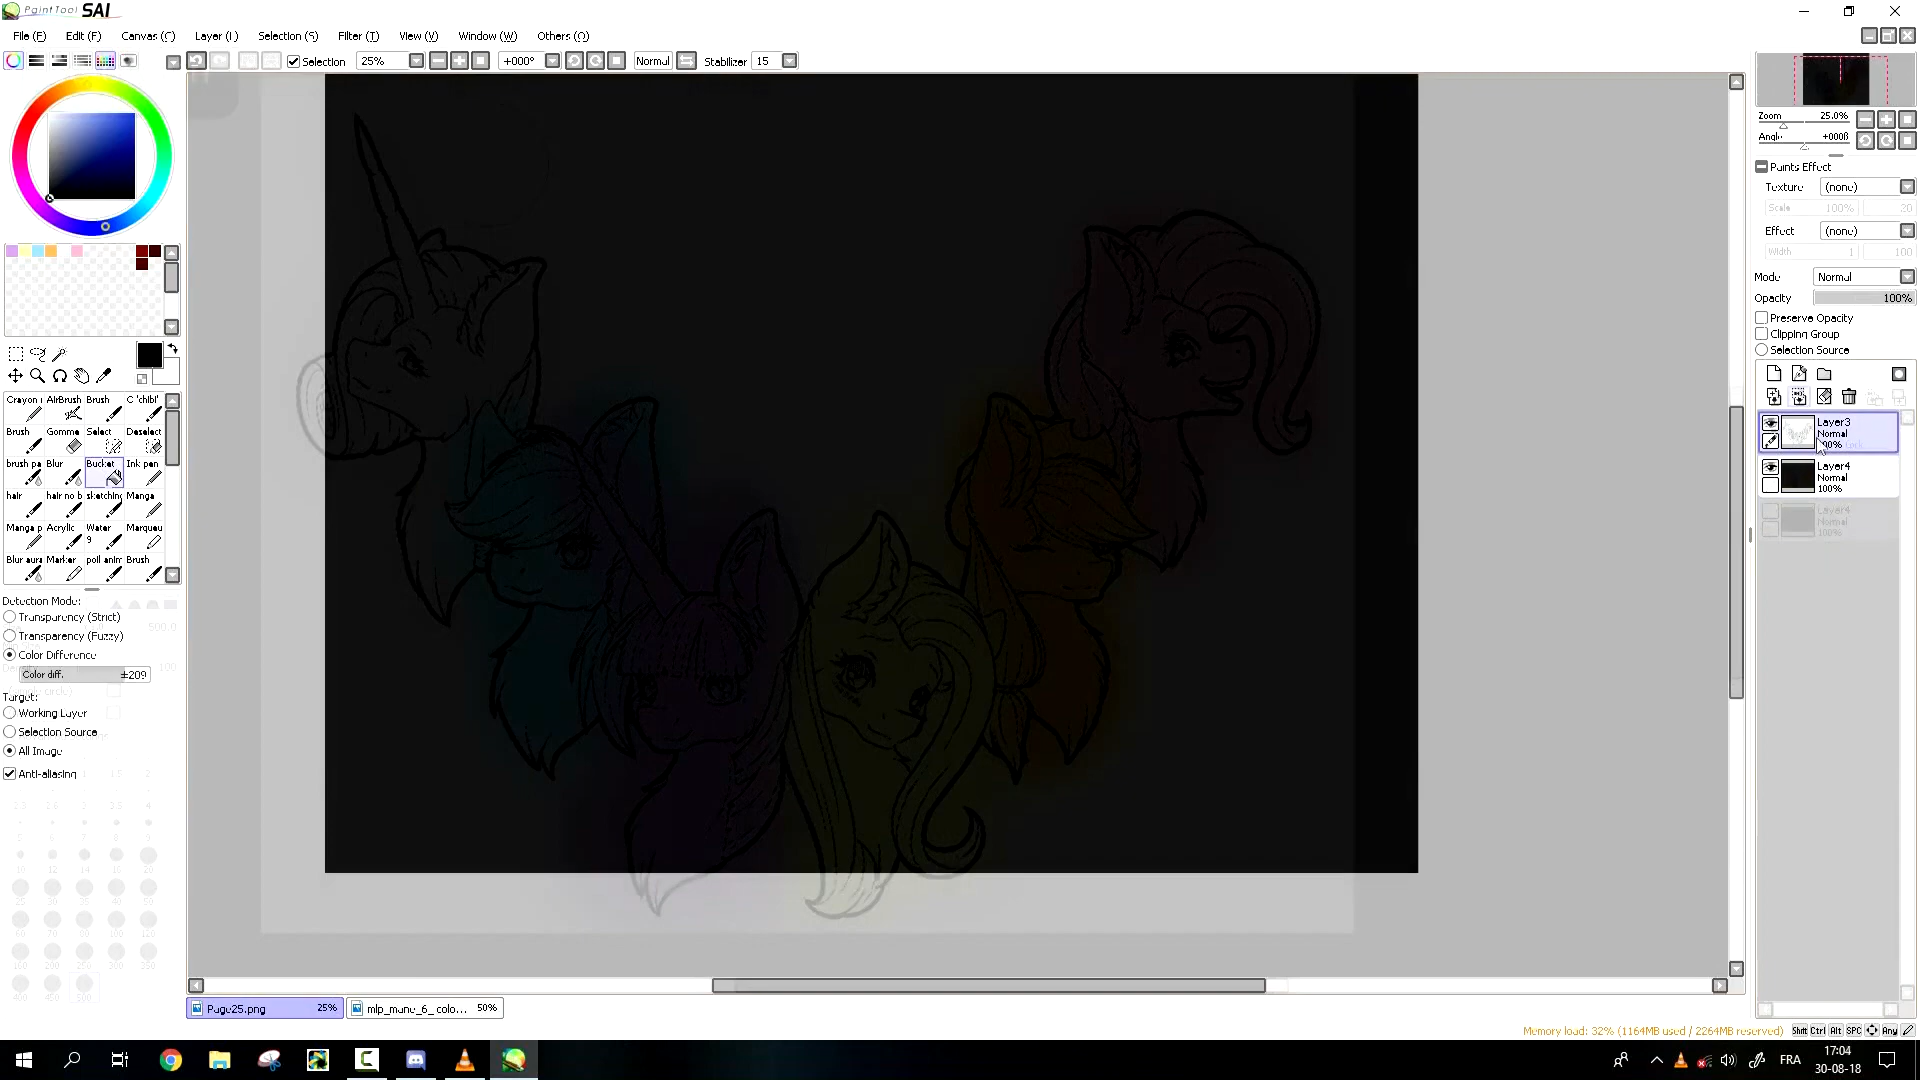 PaintTool SAI
File (F) Edit (E) Canvas (C) Layer (L) Selection (S) Filter (T) View (V) Window (W) Others (O)
Selection 25% +000° Normal Stabilizer 15
Zoom 25.0%
Angle +000ß
Paints Effect
Texture (none)
Scale 100% 20
Effect (none)
Width 1 100
Mode Normal
Opacity 100%
Preserve Opacity
Clipping Group
Selection Source
Layer3
Normal
100%
Layer4
Normal
100%
Layer4
Normal
100%
Crayon AirBrush Brush C 'chibi'
Brush Gomme Select Deselect
brush pa Blur Bucket Ink pen
hair hair no b sketching Manga
Manga p Acrylic Water Marqueu
9
Blur aura Marker poil anim Brush
Detection Mode:
Transparency (Strict)
Transparency (Fuzzy)
Color Difference
Color diff. ±209
Target:
Working Layer
Selection Source
All Image
Anti-aliasing
Page25.png 25% mlp_mane_6_ colo... 50%
Memory load: 32% (1164MB used / 2264MB reserved) Shift Ctrl Alt SPC Any
FRA
17:04
30-08-18